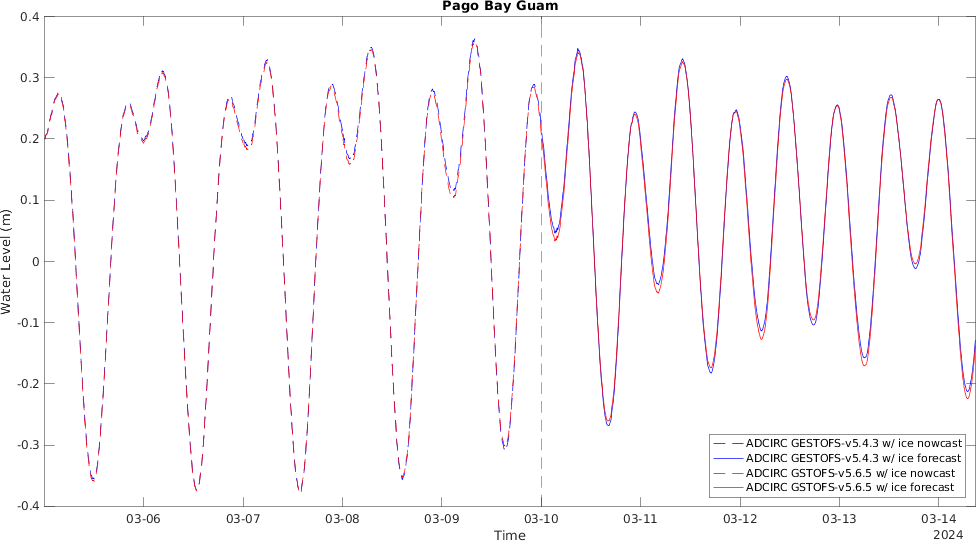 Pago Bay Guam
0.4
0.3
0.2
0.1
0
-0.1
-0.2
-0.3
-0.4
Water Level (m)
03-06 03-07 03-08 03-09 03-10 03-11 03-12 03-13 03-14
2024
Time
ADCIRC GESTOFS-v5.4.3 w/ ice nowcast
ADCIRC GESTOFS-v5.4.3 w/ ice forecast
ADCIRC GSTOFS-v5.6.5 w/ ice nowcast
ADCIRC GSTOFS-v5.6.5 w/ ice forecast